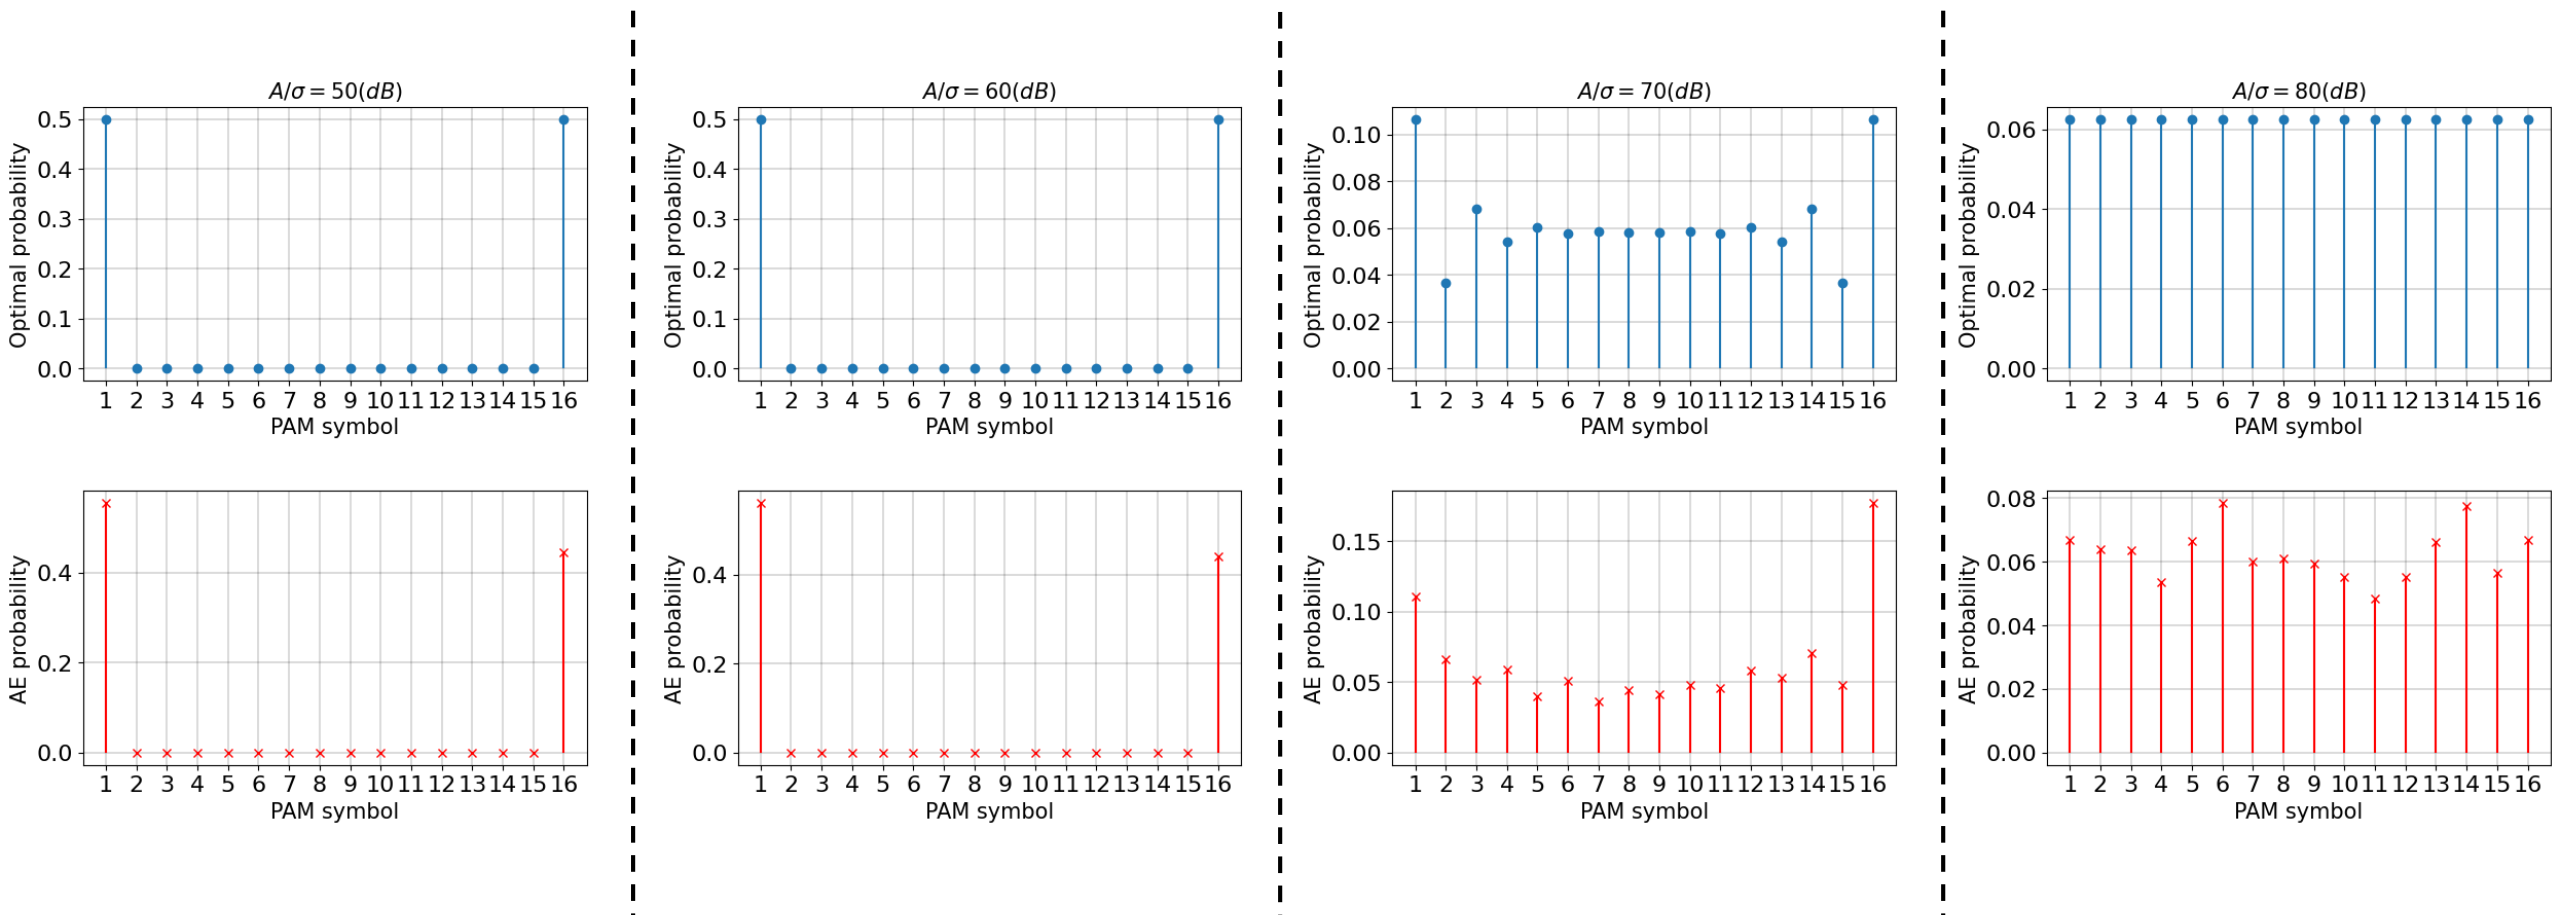 A/σ = 50(dB)
Optimal probability
0.5
0.4
0.3
0.2
0.1
0.0
1 2 3 4 5 6 7 8 9 10 11 12 13 14 15 16
PAM symbol
AE probability
0.4
0.2
0.0
1 2 3 4 5 6 7 8 9 10 11 12 13 14 15 16
PAM symbol
A/σ = 60(dB)
Optimal probability
0.5
0.4
0.3
0.2
0.1
0.0
1 2 3 4 5 6 7 8 9 10 11 12 13 14 15 16
PAM symbol
AE probability
0.4
0.2
0.0
1 2 3 4 5 6 7 8 9 10 11 12 13 14 15 16
PAM symbol
A/σ = 70(dB)
Optimal probability
0.10
0.08
0.06
0.04
0.02
0.00
1 2 3 4 5 6 7 8 9 10 11 12 13 14 15 16
PAM symbol
AE probability
0.15
0.10
0.05
0.00
1 2 3 4 5 6 7 8 9 10 11 12 13 14 15 16
PAM symbol
A/σ = 80(dB)
Optimal probability
0.06
0.04
0.02
0.00
1 2 3 4 5 6 7 8 9 10 11 12 13 14 15 16
PAM symbol
AE probability
0.08
0.06
0.04
0.02
0.00
1 2 3 4 5 6 7 8 9 10 11 12 13 14 15 16
PAM symbol